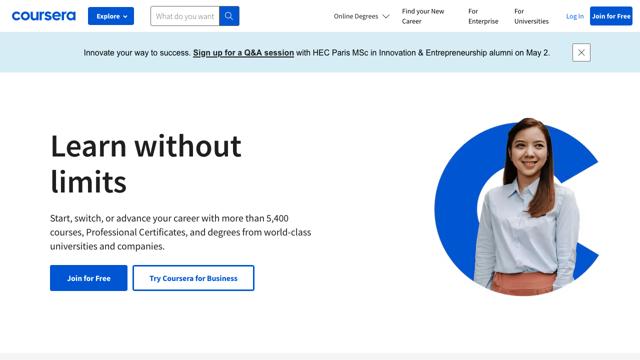 coursera
Explore
What do you want
Online Degrees
Find your New
Career
For
Enterprise
For
Universities
Log In
Join for Free
Innovate your way to success. Sign up for a Q&A session with HEC Paris MSc in Innovation & Entrepreneurship alumni on May 2.
Learn without
limits
Start, switch, or advance your career with more than 5,400
courses, Professional Certificates, and degrees from world-class
universities and companies.
Join for Free
Try Coursera for Business